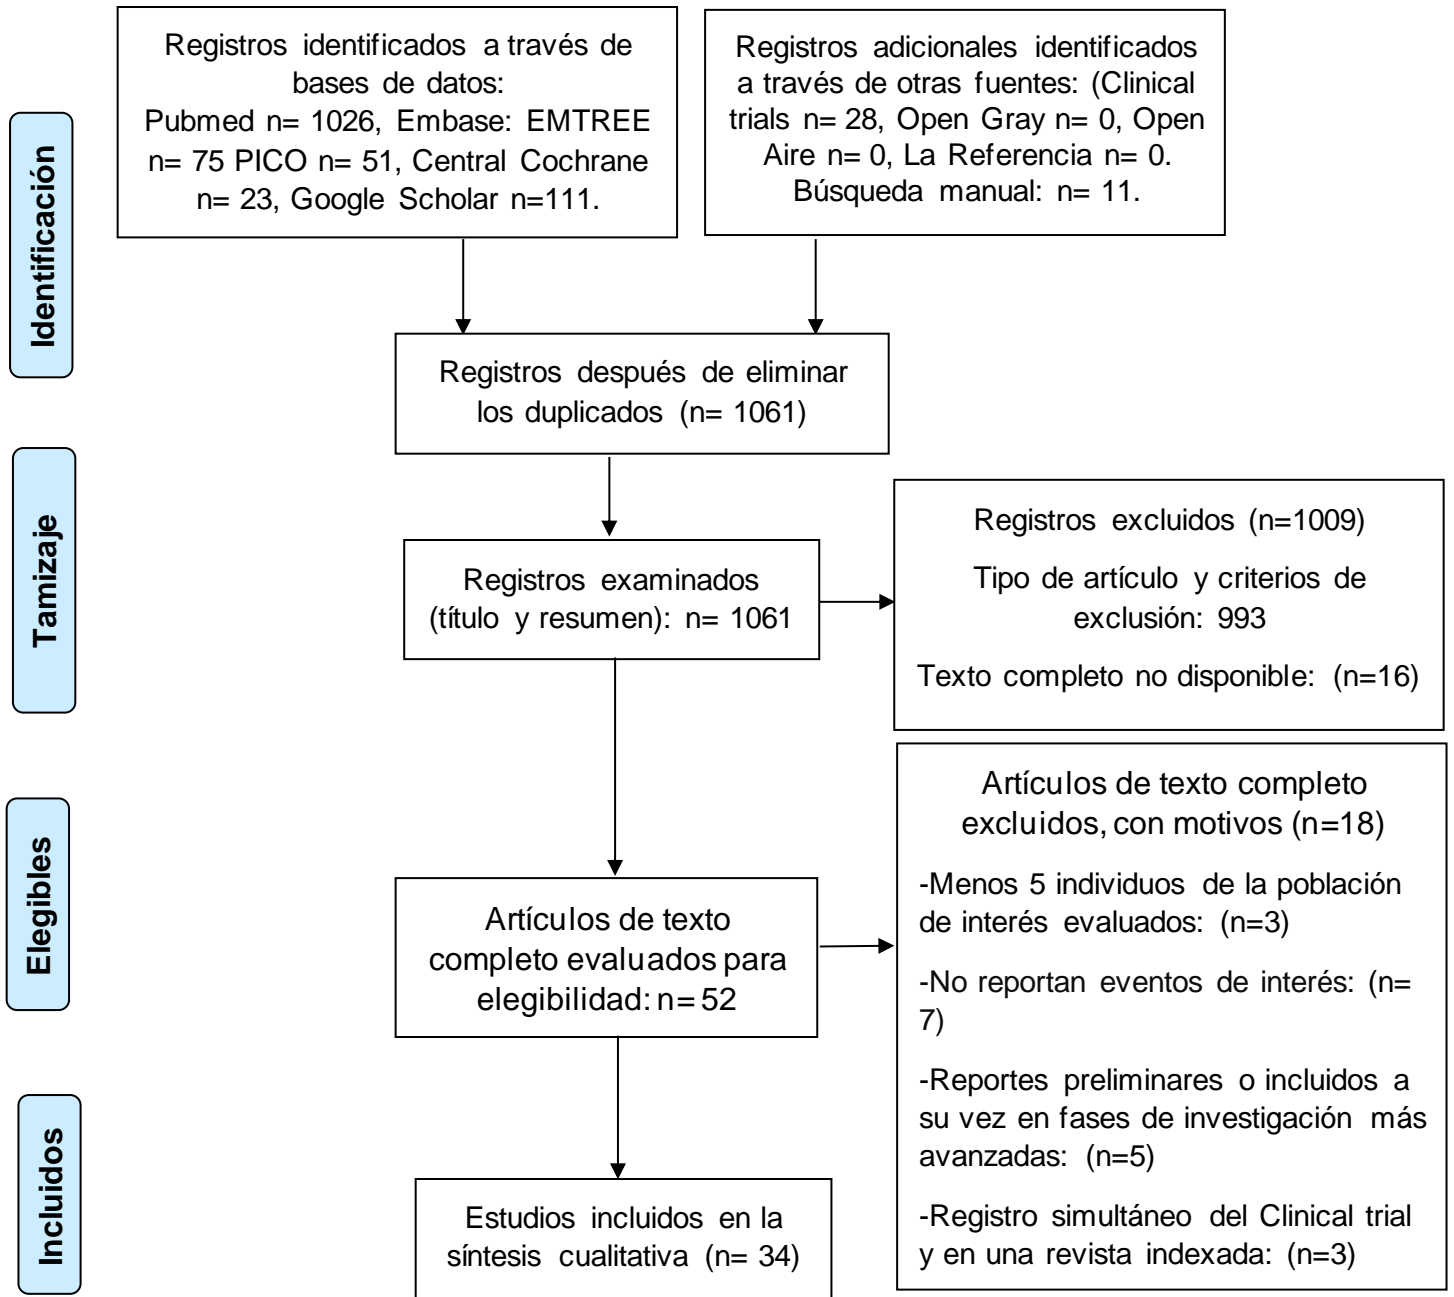 Registros identificados a través de
bases de datos:
Pubmed n= 1026, Embase: EMTREE
n= 75 PICO n= 51, Central Cochrane
n= 23, Google Scholar n=111.
Registros adicionales identificados
a través de otras fuentes: (Clinical
trials n= 28, Open Gray n= 0, Open
Aire n= 0, La Referencia n= 0.
Búsqueda manual: n= 11.
Identificación
Registros después de eliminar
los duplicados (n= 1061)
Tamizaje
Registros examinados
(título y resumen): n= 1061
Registros excluidos (n=1009)
Tipo de artículo y criterios de
exclusión: 993
Texto completo no disponible: (n=16)
Elegibles
Artículos de texto
completo evaluados para
elegibilidad: n= 52
Artículos de texto completo
excluidos, con motivos (n=18)
-Menos 5 individuos de la población
de interés evaluados: (n=3)
-No reportan eventos de interés: (n=
7)
-Reportes preliminares o incluidos a
su vez en fases de investigación más
avanzadas: (n=5)
-Registro simultáneo del Clinical trial
y en una revista indexada: (n=3)
Incluidos
Estudios incluidos en la
síntesis cualitativa (n= 34)